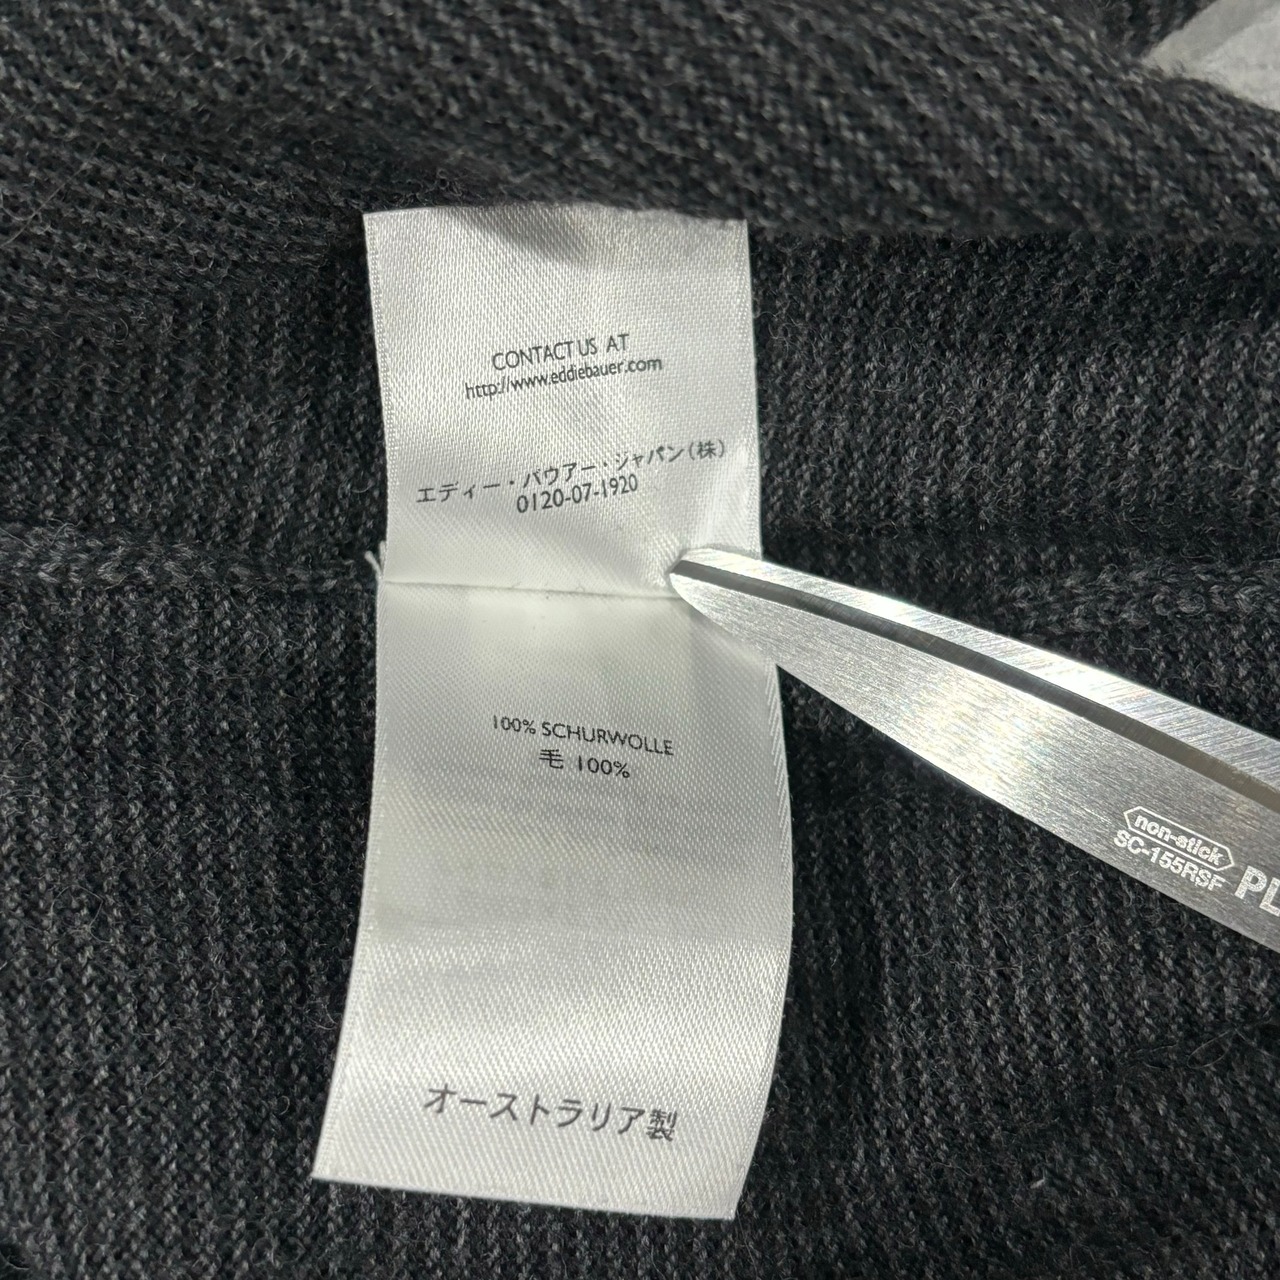 CONTACT US AT
http://www.eddiebauer.com
エディー・バウアー・ジャパン(株)
0120-07-1920
100% SCHURWOLLE
毛 100%
オーストラリア製
non-stick
SC-155RSF
PL